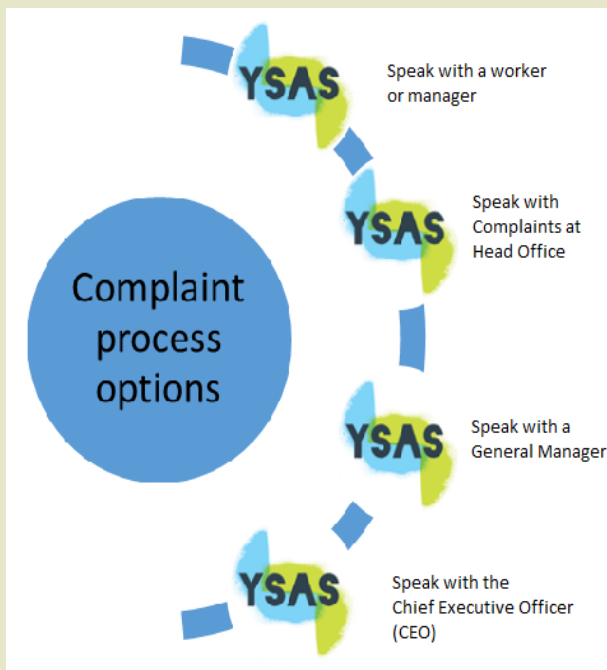 YSAS
Speak with a worker
or manager
YSAS
Speak with
Complaints at
Head Office
Complaint
process
options
YSAS
Speak with a
General Manager
YSAS
Speak with the
Chief Executive Officer
(CEO)